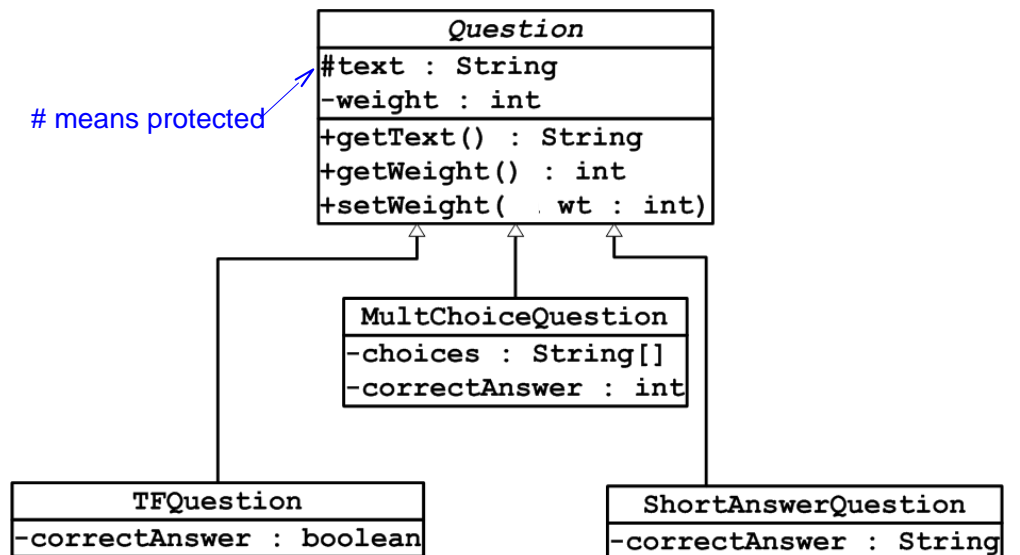 Question
#text : String
-weight : int
# means protected
+getText() : String
+getWeight() : int
+setWeight( . wt : int)
MultChoiceQuestion
-choices : String[]
-correctAnswer : int
TFQuestion
-correctAnswer : boolean
ShortAnswerQuestion
-correctAnswer : String